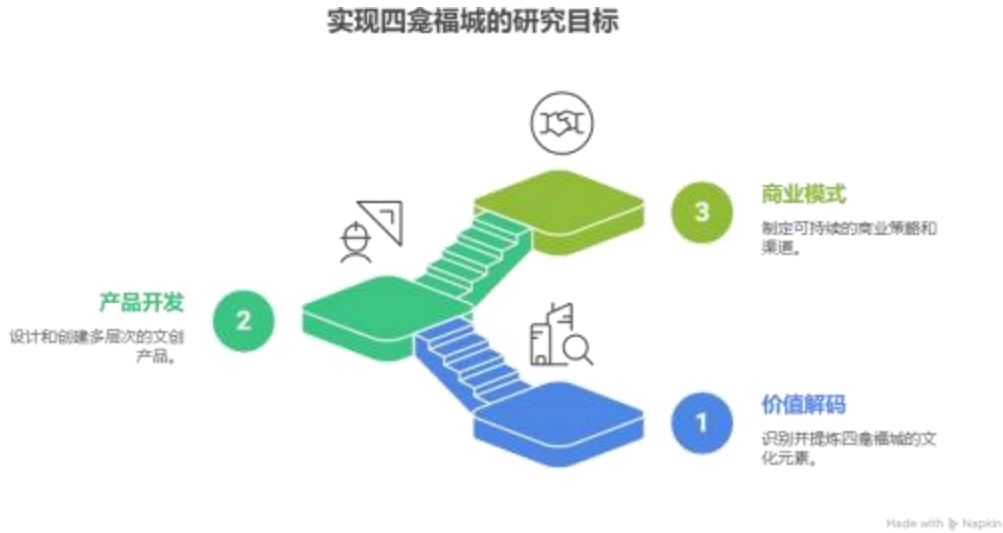 实现四龛福城的研究目标
3
商业模式
制定可持续的商业策略和
渠道。
产品开发
2
设计和创建多层次的文创
产品。
1
价值解码
识别并提炼四龛福城的文
化元素。
Made with Napkin